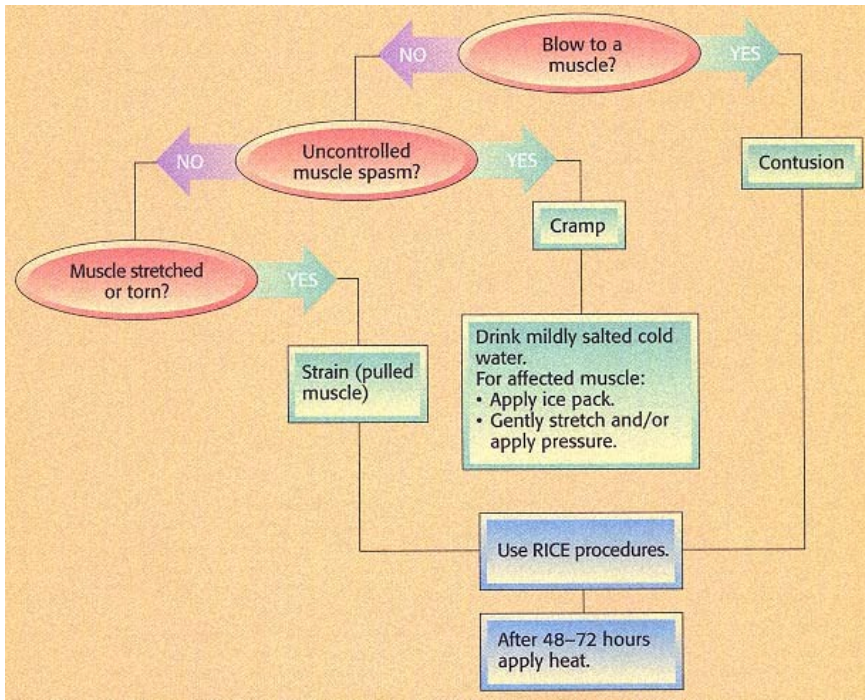 Blow to a
muscle?
NO
YES
Uncontrolled
muscle spasm?
NO
YES
Contusion
Cramp
Muscle stretched
or torn?
YES
Strain (pulled
muscle)
Drink mildly salted cold
water.
For affected muscle:
• Apply ice pack.
• Gently stretch and/or
apply pressure.
Use RICE procedures.
After 48–72 hours
apply heat.